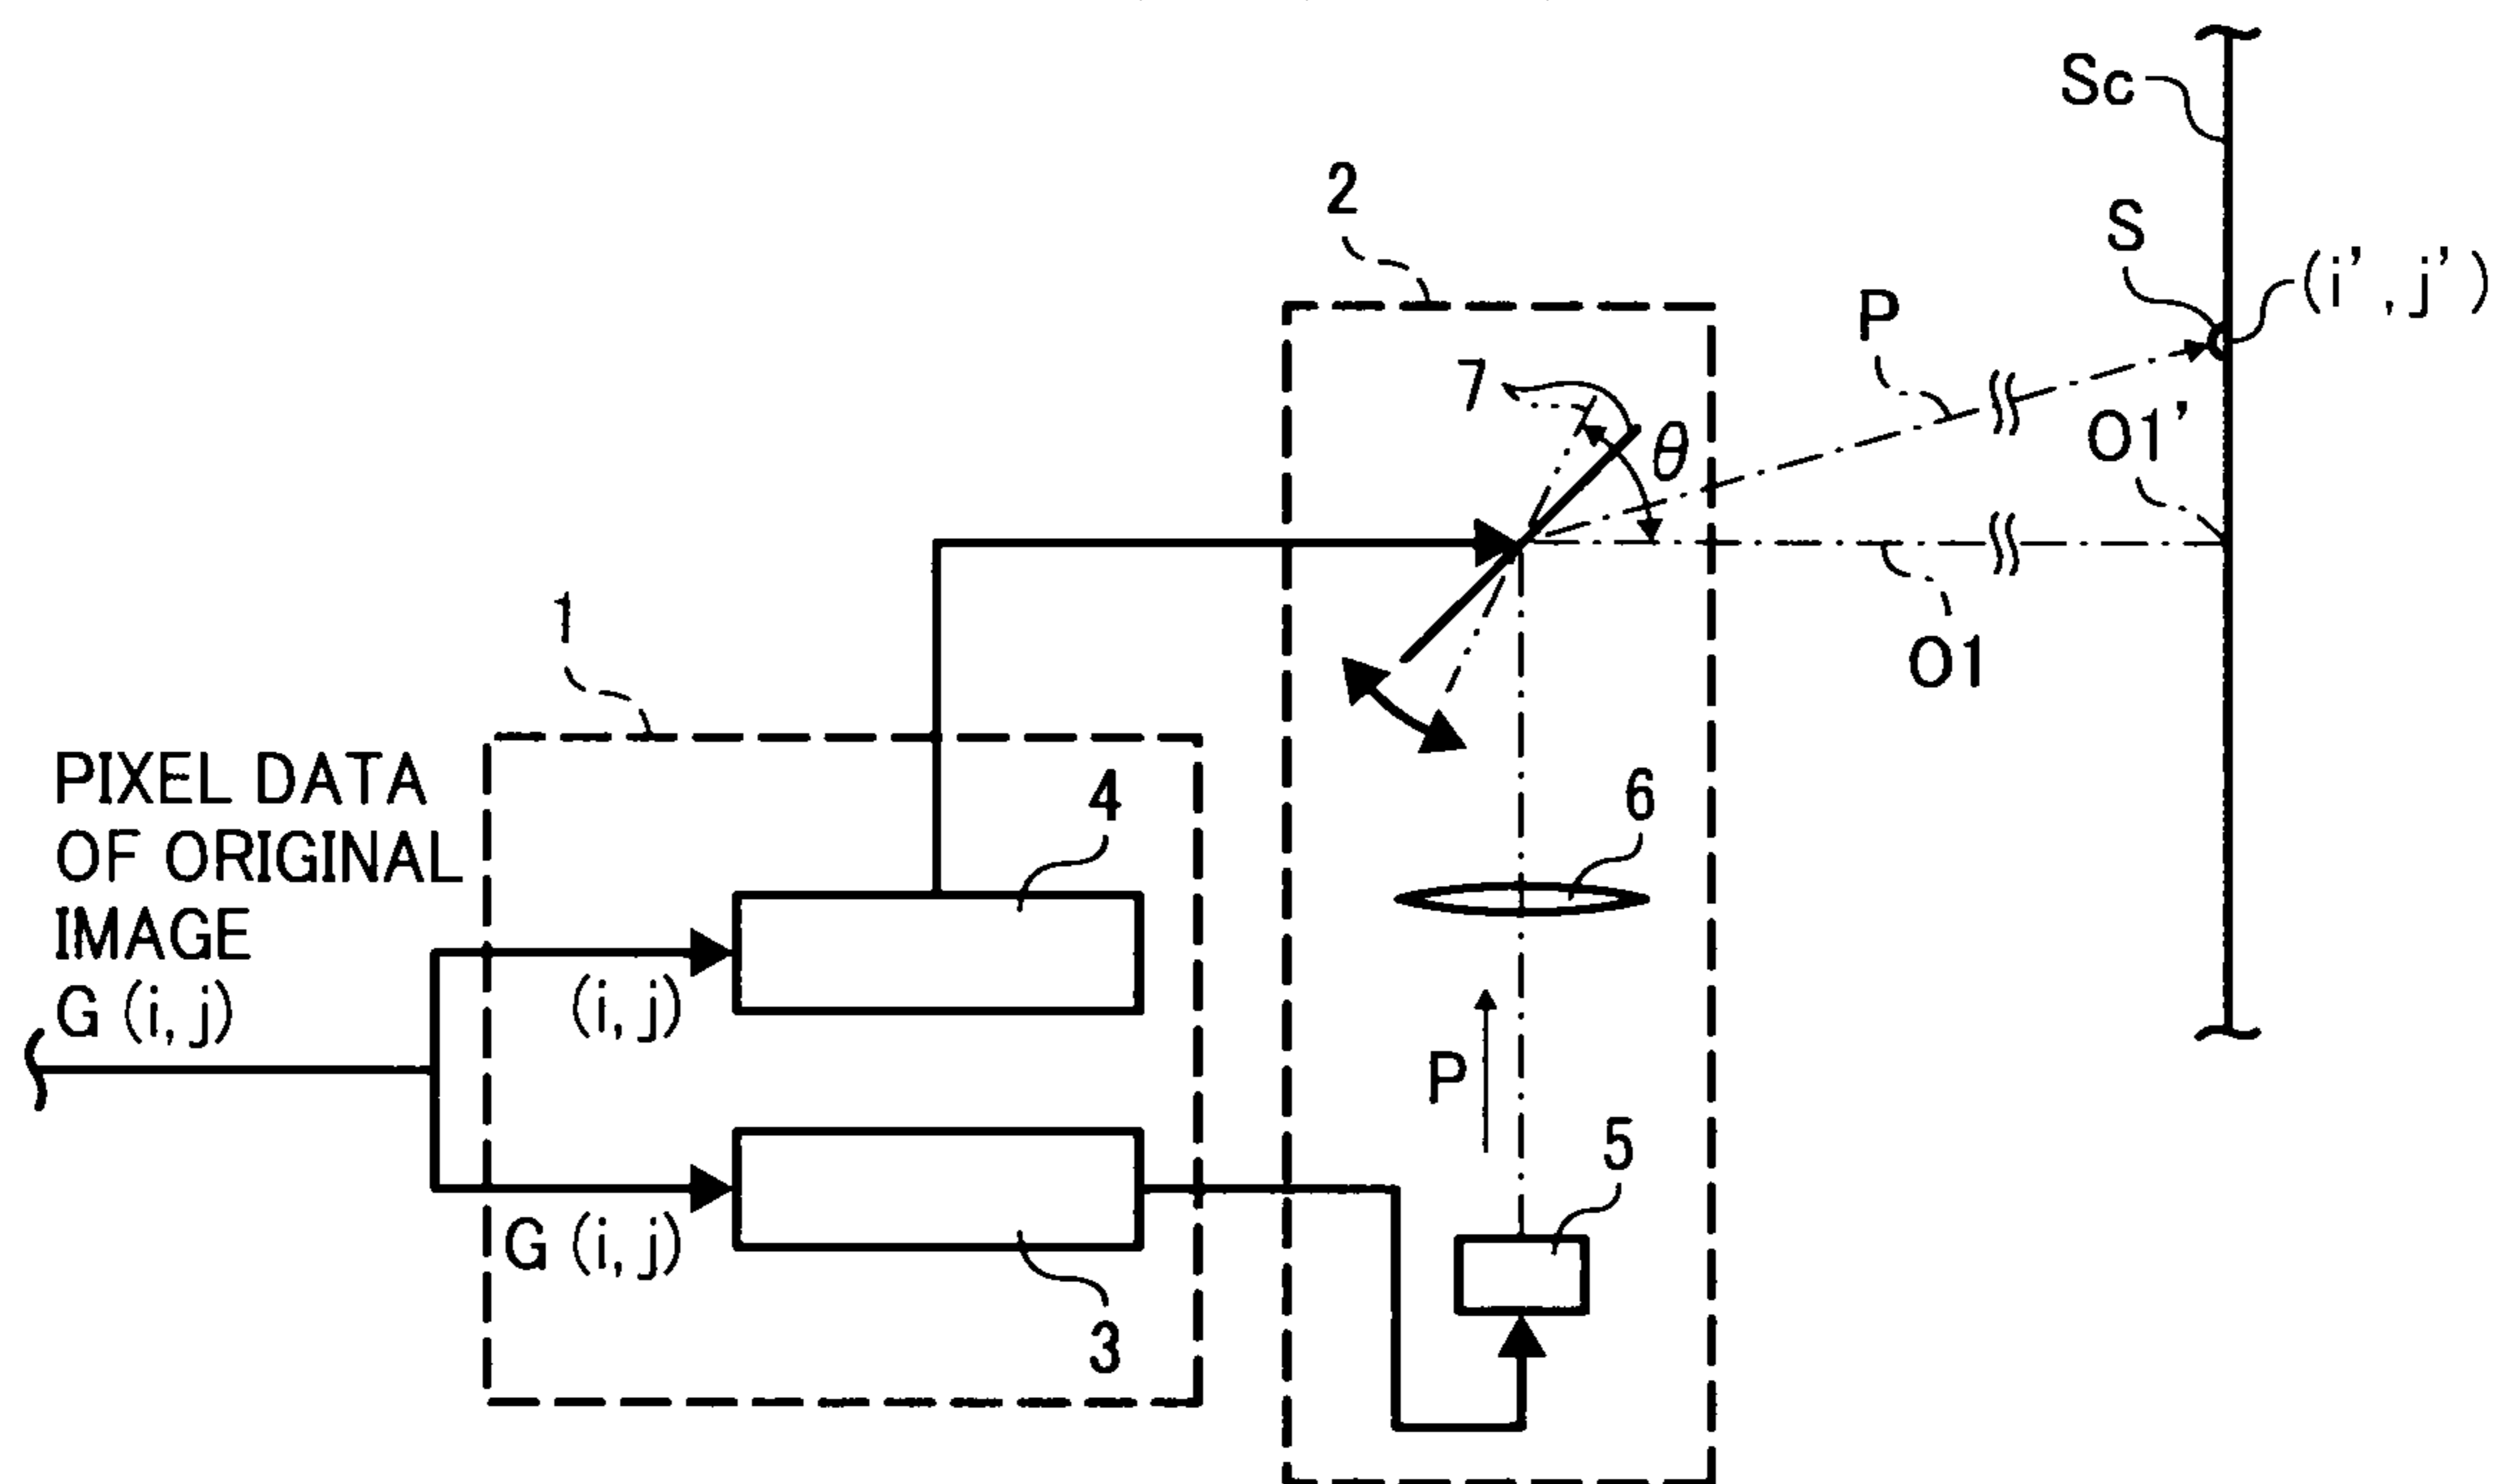 Sc
2
S
(i', j')
P
7
θ
O1'
1
O1
PIXEL DATA
OF ORIGINAL
IMAGE
G (i, j)
4
6
(i, j)
P
5
G (i, j)
3